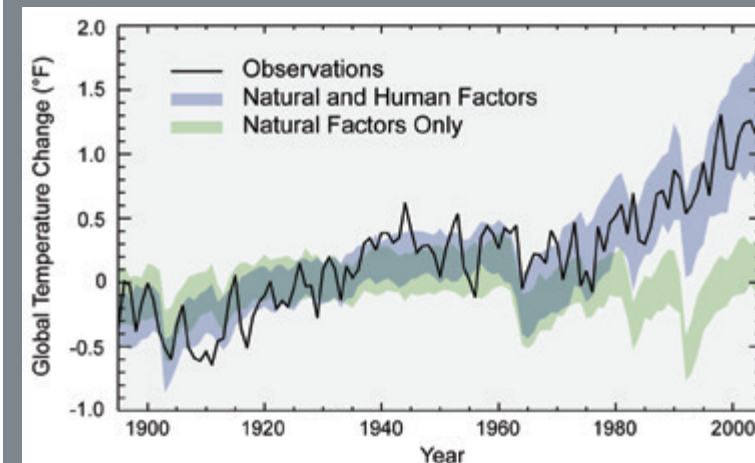 2.0
Observations
Natural and Human Factors
Natural Factors Only
1.5
1.0
0.5
0
-0.5
-1.0
Global Temperature Change (°F)
1900 1920 1940 1960 1980 2000
Year